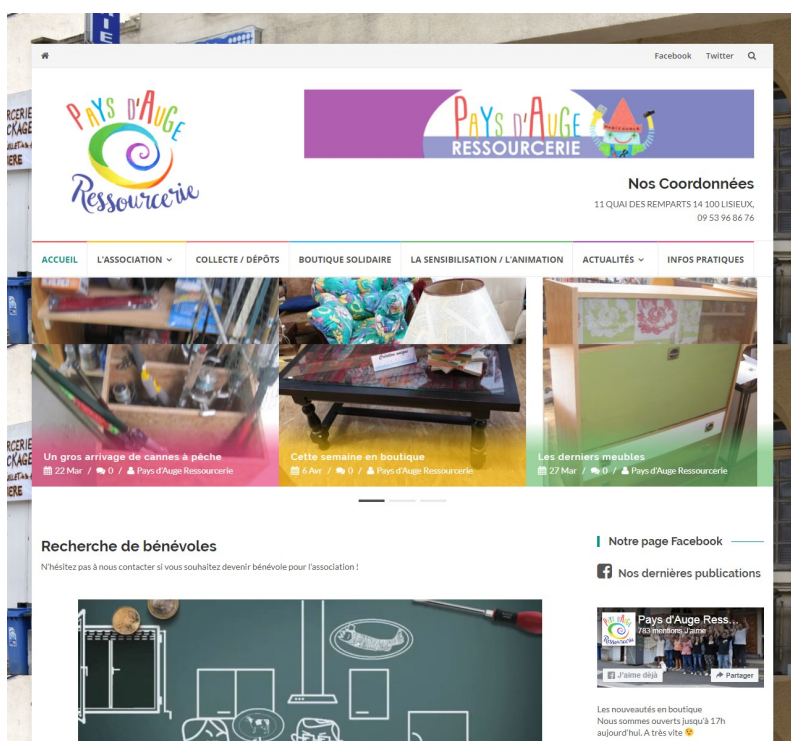 Facebook Twitter
PAYS D'AUGE
Ressourcerie
PAYS D'AUGE
RESSOURCERIE
Nos Coordonnées
11 QUAI DES REMPARTS 14 100 LISIEUX,
09 53 96 86 76
ACCUEIL L'ASSOCIATION COLLECTE / DÉPÔTS BOUTIQUE SOLIDAIRE LA SENSIBILISATION / L'ANIMATION ACTUALITÉS INFOS PRATIQUES
Un gros arrivage de cannes à pêche
22 Mar / 0 / Pays d'Auge Ressourcerie
Cette semaine en boutique
6 Avr / 0 / Pays d'Auge Ressourcerie
Les derniers meubles
27 Mar / 0 / Pays d'Auge Ressourcerie
Recherche de bénévoles
N'hésitez pas à nous contacter si vous souhaitez devenir bénévole pour l'association !
Notre page Facebook
Nos dernières publications
Pays d'Auge Ress...
783 mentions J'aime
J'aime déjà Partager
Les nouveautés en boutique
Nous sommes ouverts jusqu'à 17h
aujourd'hui. A très vite 😉